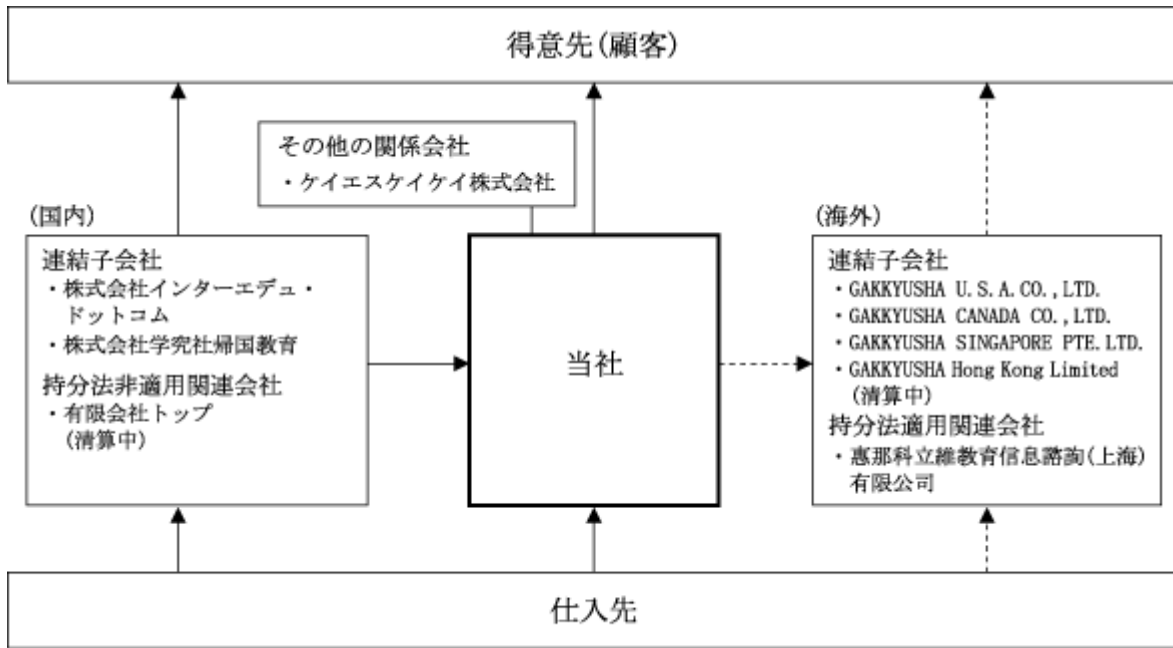 得意先(顧客)
その他の関係会社
・ケイエスケイケイ株式会社
(国内)
連結子会社
・株式会社インターエデュ・
ドットコム
・株式会社学究社帰国教育
持分法非適用関連会社
・有限会社トップ
(清算中)
当社
(海外)
連結子会社
・GAKKYUSHA U.S.A.CO.,LTD.
・GAKKYUSHA CANADA CO.,LTD.
・GAKKYUSHA SINGAPORE PTE.LTD.
・GAKKYUSHA Hong Kong Limited
(清算中)
持分法適用関連会社
・惠那科立維教育信息諮詢(上海)
有限公司
仕入先